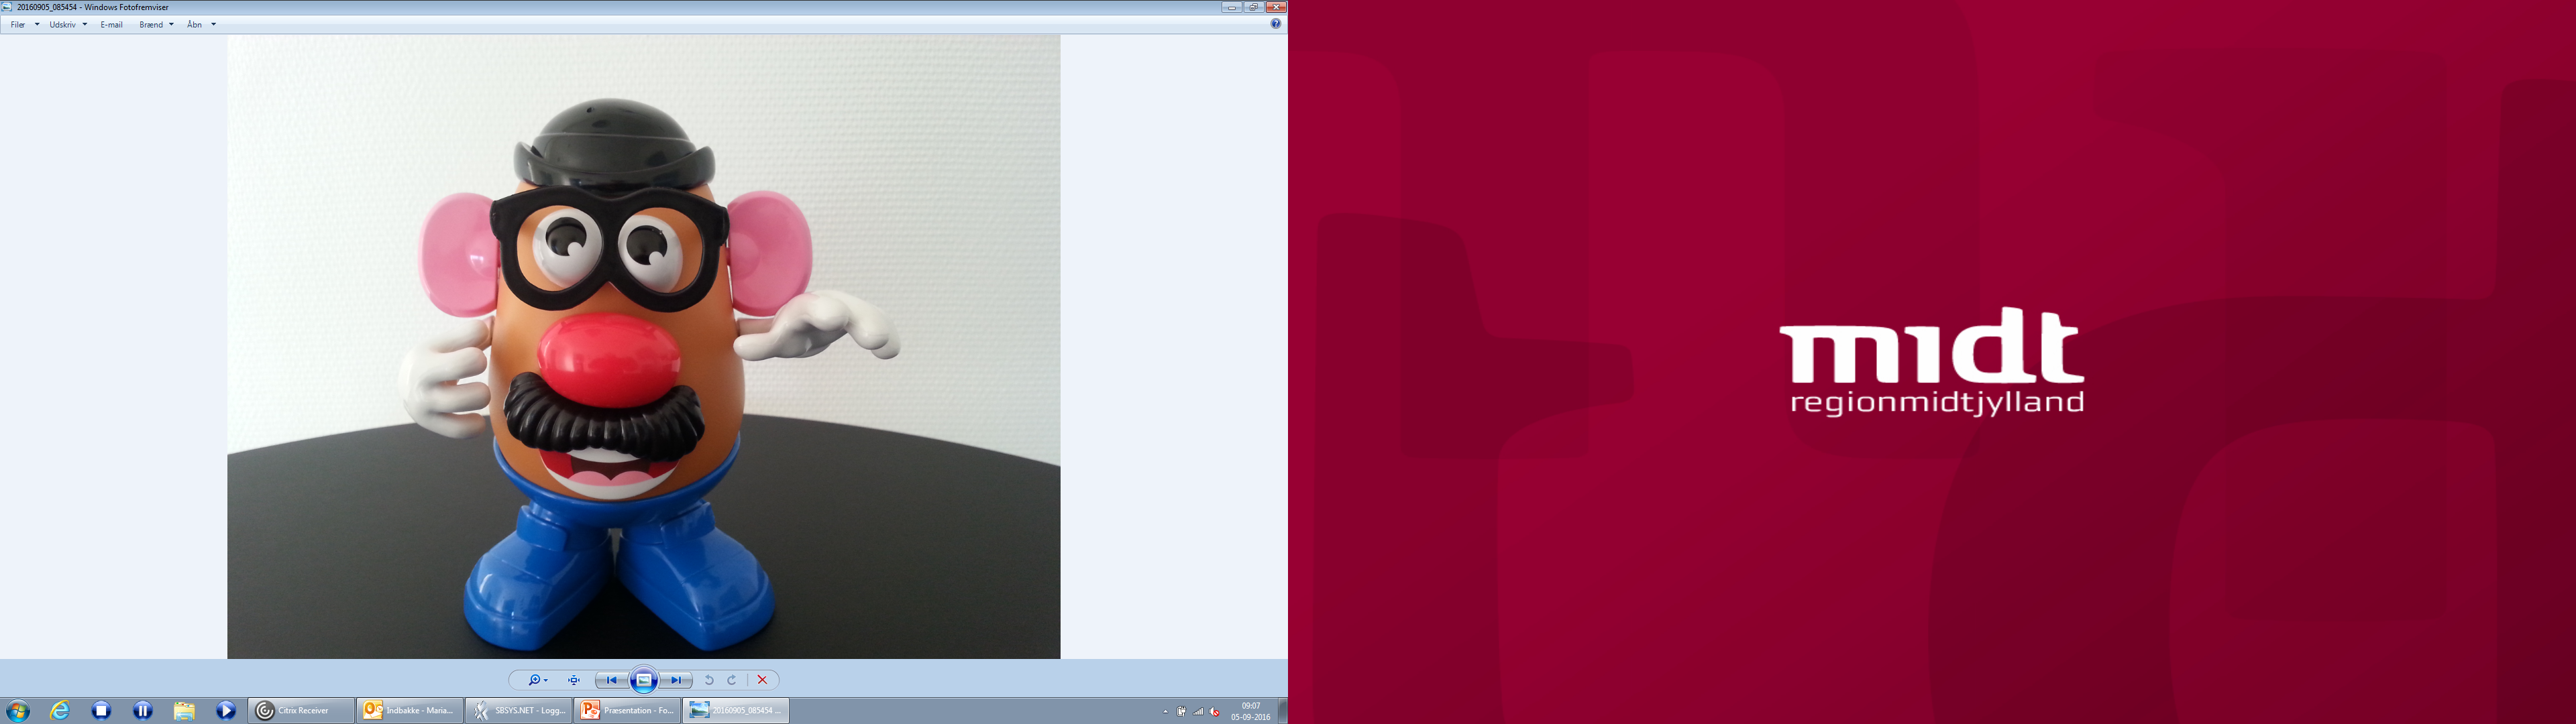 20160905_085454 - Windows Fotofremviser
Filer Udskriv E-mail Brænd Åbn
midt
regionmidtjylland
Citrix Receiver Indbakke - Maria... SBSYS.NET - Logg... Præsentation - Fo... 20160905_085454 ...
09:07
05-09-2016